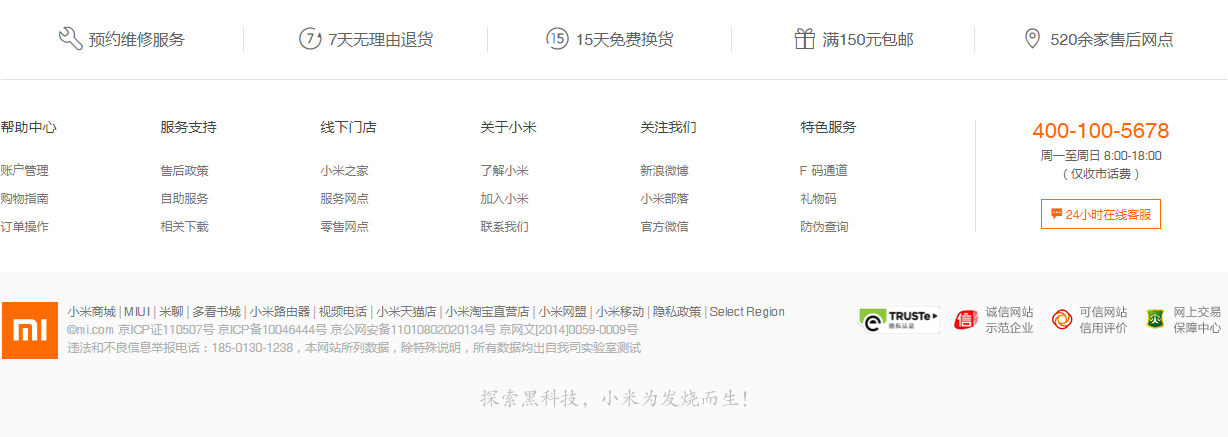 预约维修服务 7天无理由退货 15天免费换货 满150元包邮 520余家售后网点
帮助中心 服务支持 线下门店 关于小米 关注我们 特色服务
账户管理 售后政策 小米之家 了解小米 新浪微博 F 码通道
购物指南 自助服务 服务网点 加入小米 小米部落 礼物码
订单操作 相关下载 零售网点 联系我们 官方微信 防伪查询
400-100-5678
周一至周日 8:00-18:00
（仅收市话费）
24小时在线客服
小米商城 | MIUI | 米聊 | 多看书城 | 小米路由器 | 视频电话 | 小米天猫店 | 小米淘宝直营店 | 小米网盟 | 小米移动 | 隐私政策 | Select Region
©mi.com 京ICP证110507号 京ICP备10046444号 京公网安备11010802020134号 京网文[2014]0059-0009号
违法和不良信息举报电话：185-0130-1238，本网站所列数据，除特殊说明，所有数据均出自我司实验室测试
TRUSTe
隐私认证
信
诚信网站
示范企业
可信网站
信用评价
网上交易
保障中心
探索黑科技，小米为发烧而生！